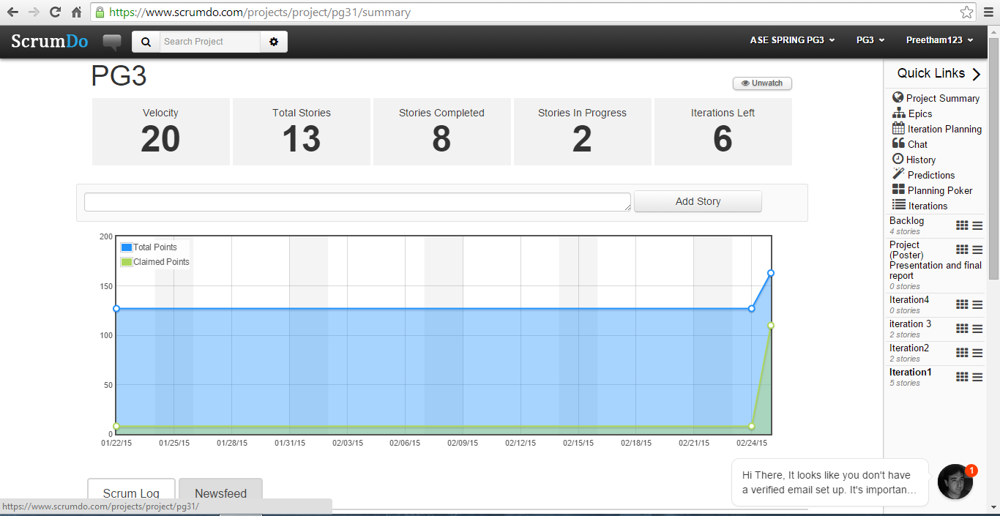 https://www.scrumdo.com/projects/project/pg31/summary
ScrumDo
Search Project
ASE SPRING PG3
PG3
Preetham123
PG3
Unwatch
Velocity
20
Total Stories
13
Stories Completed
8
Stories In Progress
2
Iterations Left
6
Add Story
200
150
100
50
0
Total Points
Claimed Points
01/22/15
01/25/15
01/28/15
01/31/15
02/03/15
02/06/15
02/09/15
02/12/15
02/15/15
02/18/15
02/21/15
02/24/15
Scrum Log
Newsfeed
https://www.scrumdo.com/projects/project/pg31/
Quick Links
Project Summary
Epics
Iteration Planning
Chat
History
Predictions
Planning Poker
Iterations
Backlog
4 stories
Project
(Poster)
Presentation and final
report
0 stories
Iteration4
0 stories
iteration 3
2 stories
Iteration2
2 stories
Iteration1
5 stories
Hi There, It looks like you don't have
a verified email set up. It's importan...
1